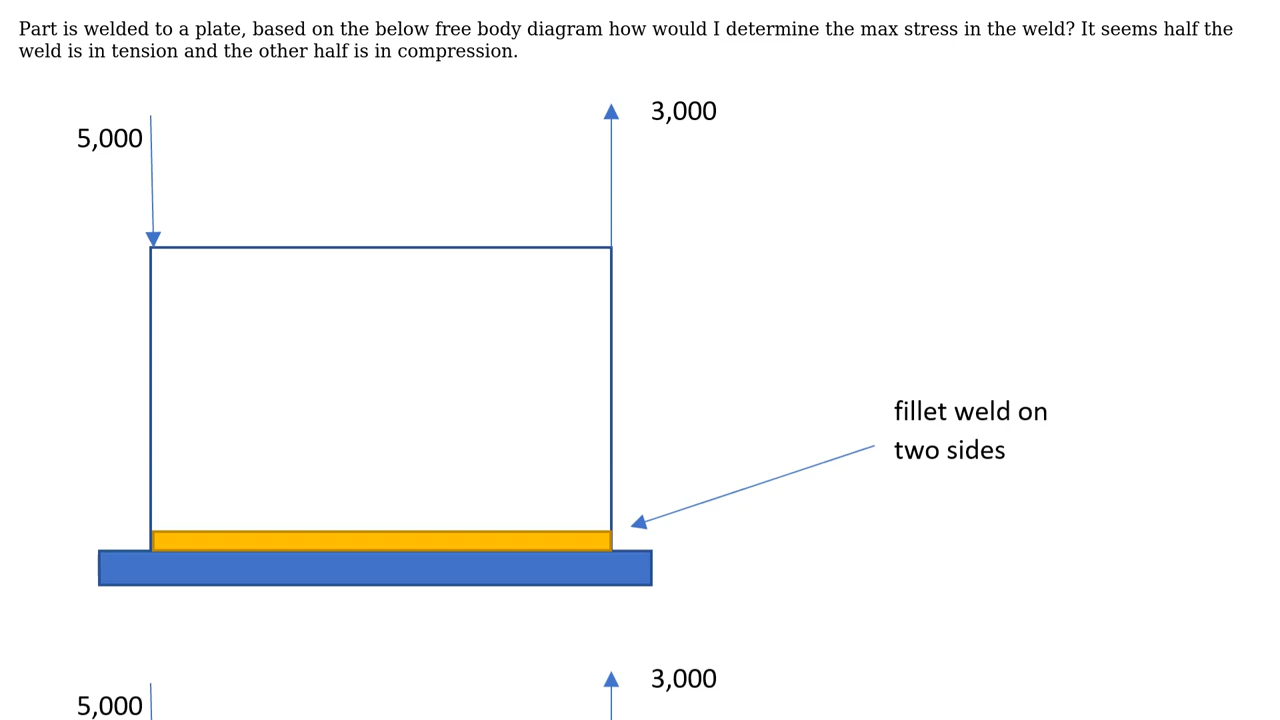 Part is welded to a plate, based on the below free body diagram how would I determine the max stress in the weld? It seems half the
weld is in tension and the other half is in compression.
3,000
5,000
fillet weld on
two sides
3,000
5,000